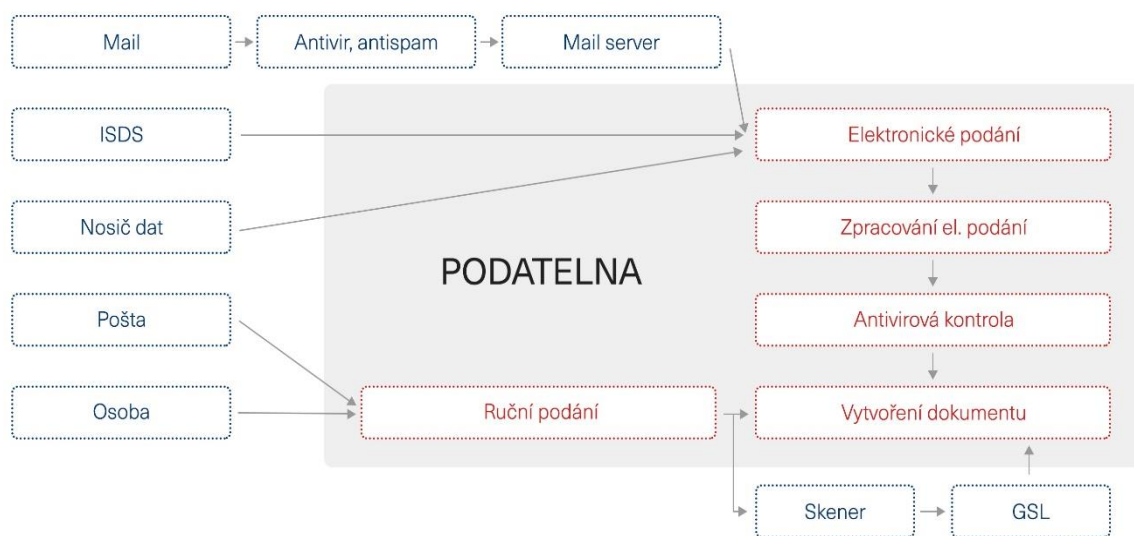 Mail
Antivir, antispam
Mail server
ISDS
Elektronické podání
Nosič dat
Zpracování el. podání
PODATELNA
Pošta
Antivirová kontrola
Osoba
Ruční podání
Vytvoření dokumentu
Skener
GSL